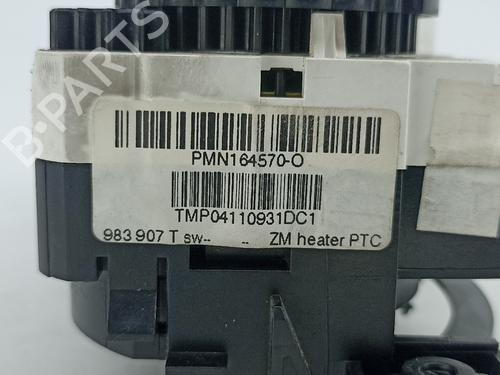 B-PARTS
PMN164570-O
TMP04110931DC1
983 907 T sw-- -- ZM heater PTC